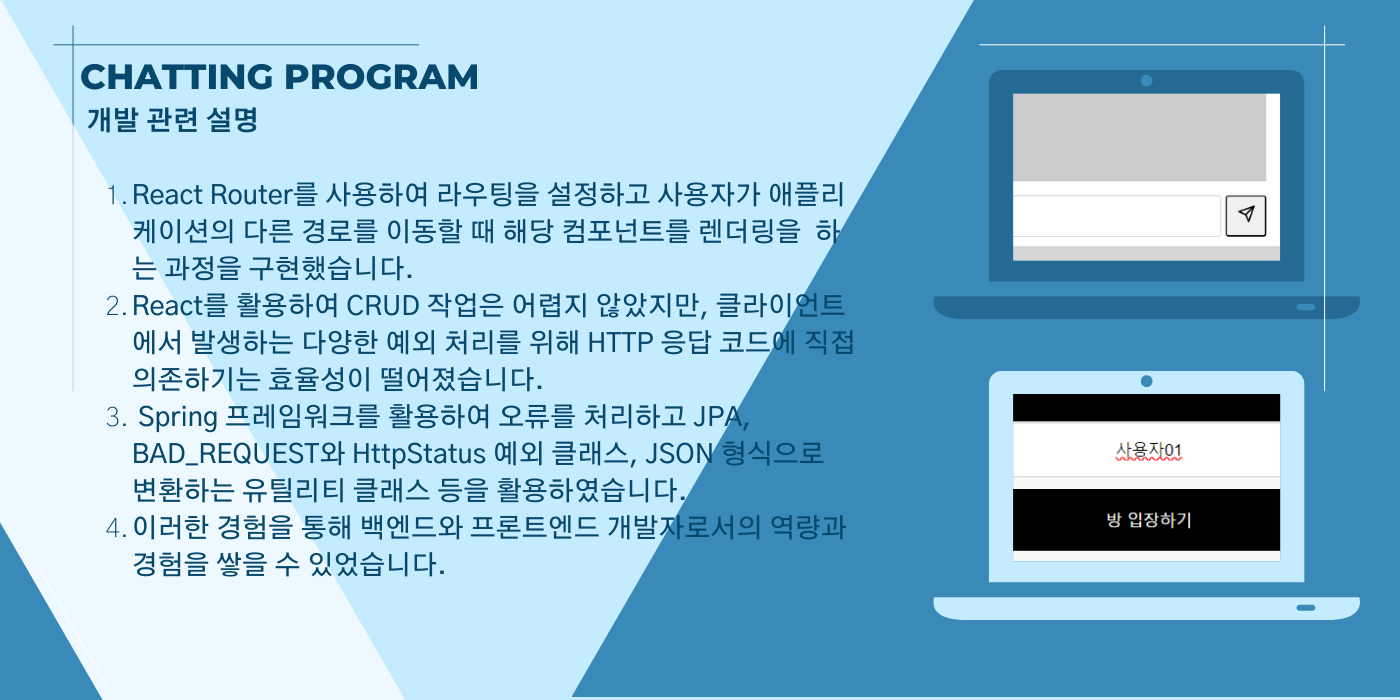 CHATTING PROGRAM
개발 관련 설명
1. React Router를 사용하여 라우팅을 설정하고 사용자가 애플리
케이션의 다른 경로를 이동할 때 해당 컴포넌트를 렌더링을 하
는 과정을 구현했습니다.
2. React를 활용하여 CRUD 작업은 어렵지 않았지만, 클라이언트
에서 발생하는 다양한 예외 처리를 위해 HTTP 응답 코드에 직접
의존하기는 효율성이 떨어졌습니다.
3. Spring 프레임워크를 활용하여 오류를 처리하고 JPA,
BAD_REQUEST와 HttpStatus 예외 클래스, JSON 형식으로
변환하는 유틸리티 클래스 등을 활용하였습니다.
4. 이러한 경험을 통해 백엔드와 프론트엔드 개발자로서의 역량과
경험을 쌓을 수 있었습니다.
사용자01
방 입장하기